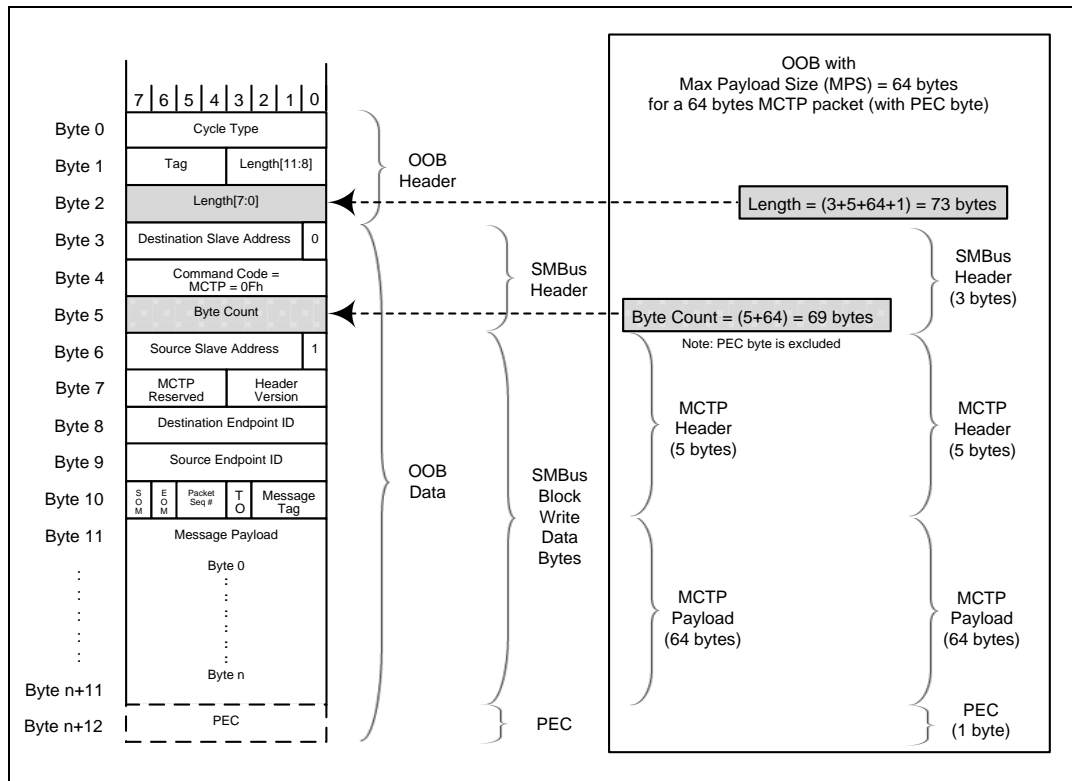 OOB with
Max Payload Size (MPS) = 64 bytes
for a 64 bytes MCTP packet (with PEC byte)
7 6 5 4 3 2 1 0
Byte 0
Cycle Type
Byte 1
Tag
Length[11:8]
OOB
Header
Byte 2
Length[7:0]
Length = (3+5+64+1) = 73 bytes
Byte 3
Destination Slave Address
0
Byte 4
Command Code =
MCTP = 0Fh
SMBus
Header
SMBus
Header
(3 bytes)
Byte 5
Byte Count
Byte Count = (5+64) = 69 bytes
Note: PEC byte is excluded
Byte 6
Source Slave Address
1
Byte 7
MCTP
Reserved
Header
Version
Byte 8
Destination Endpoint ID
MCTP
Header
(5 bytes)
MCTP
Header
(5 bytes)
Byte 9
Source Endpoint ID
OOB
Data
Byte 10
SOM
EOM
Packet
Seq #
TO
Message
Tag
SMBus
Block
Write
Data
Bytes
Byte 11
Message Payload
Byte 0
MCTP
Payload
(64 bytes)
MCTP
Payload
(64 bytes)
Byte n
Byte n+11
Byte n+12
PEC
PEC
PEC
(1 byte)